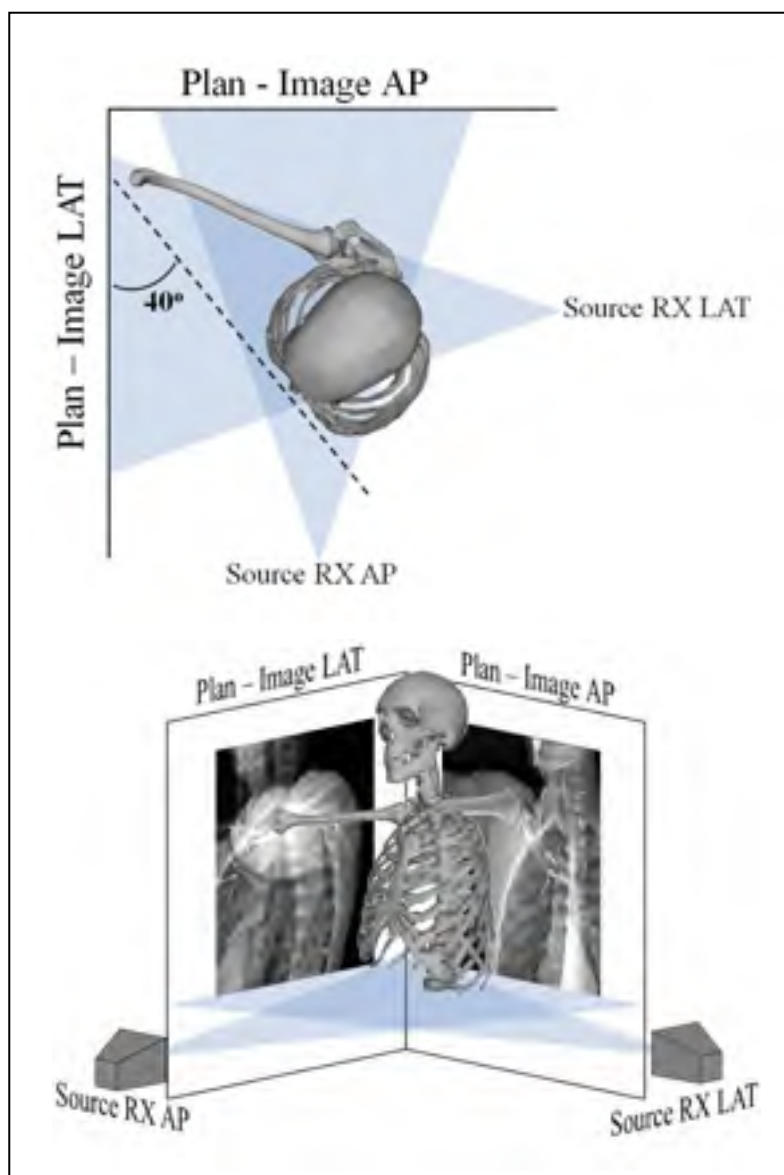 Plan - Image AP
Plan – Image LAT
40°
Source RX LAT
Source RX AP
Plan – Image LAT
Plan – Image AP
Source RX AP
Source RX LAT